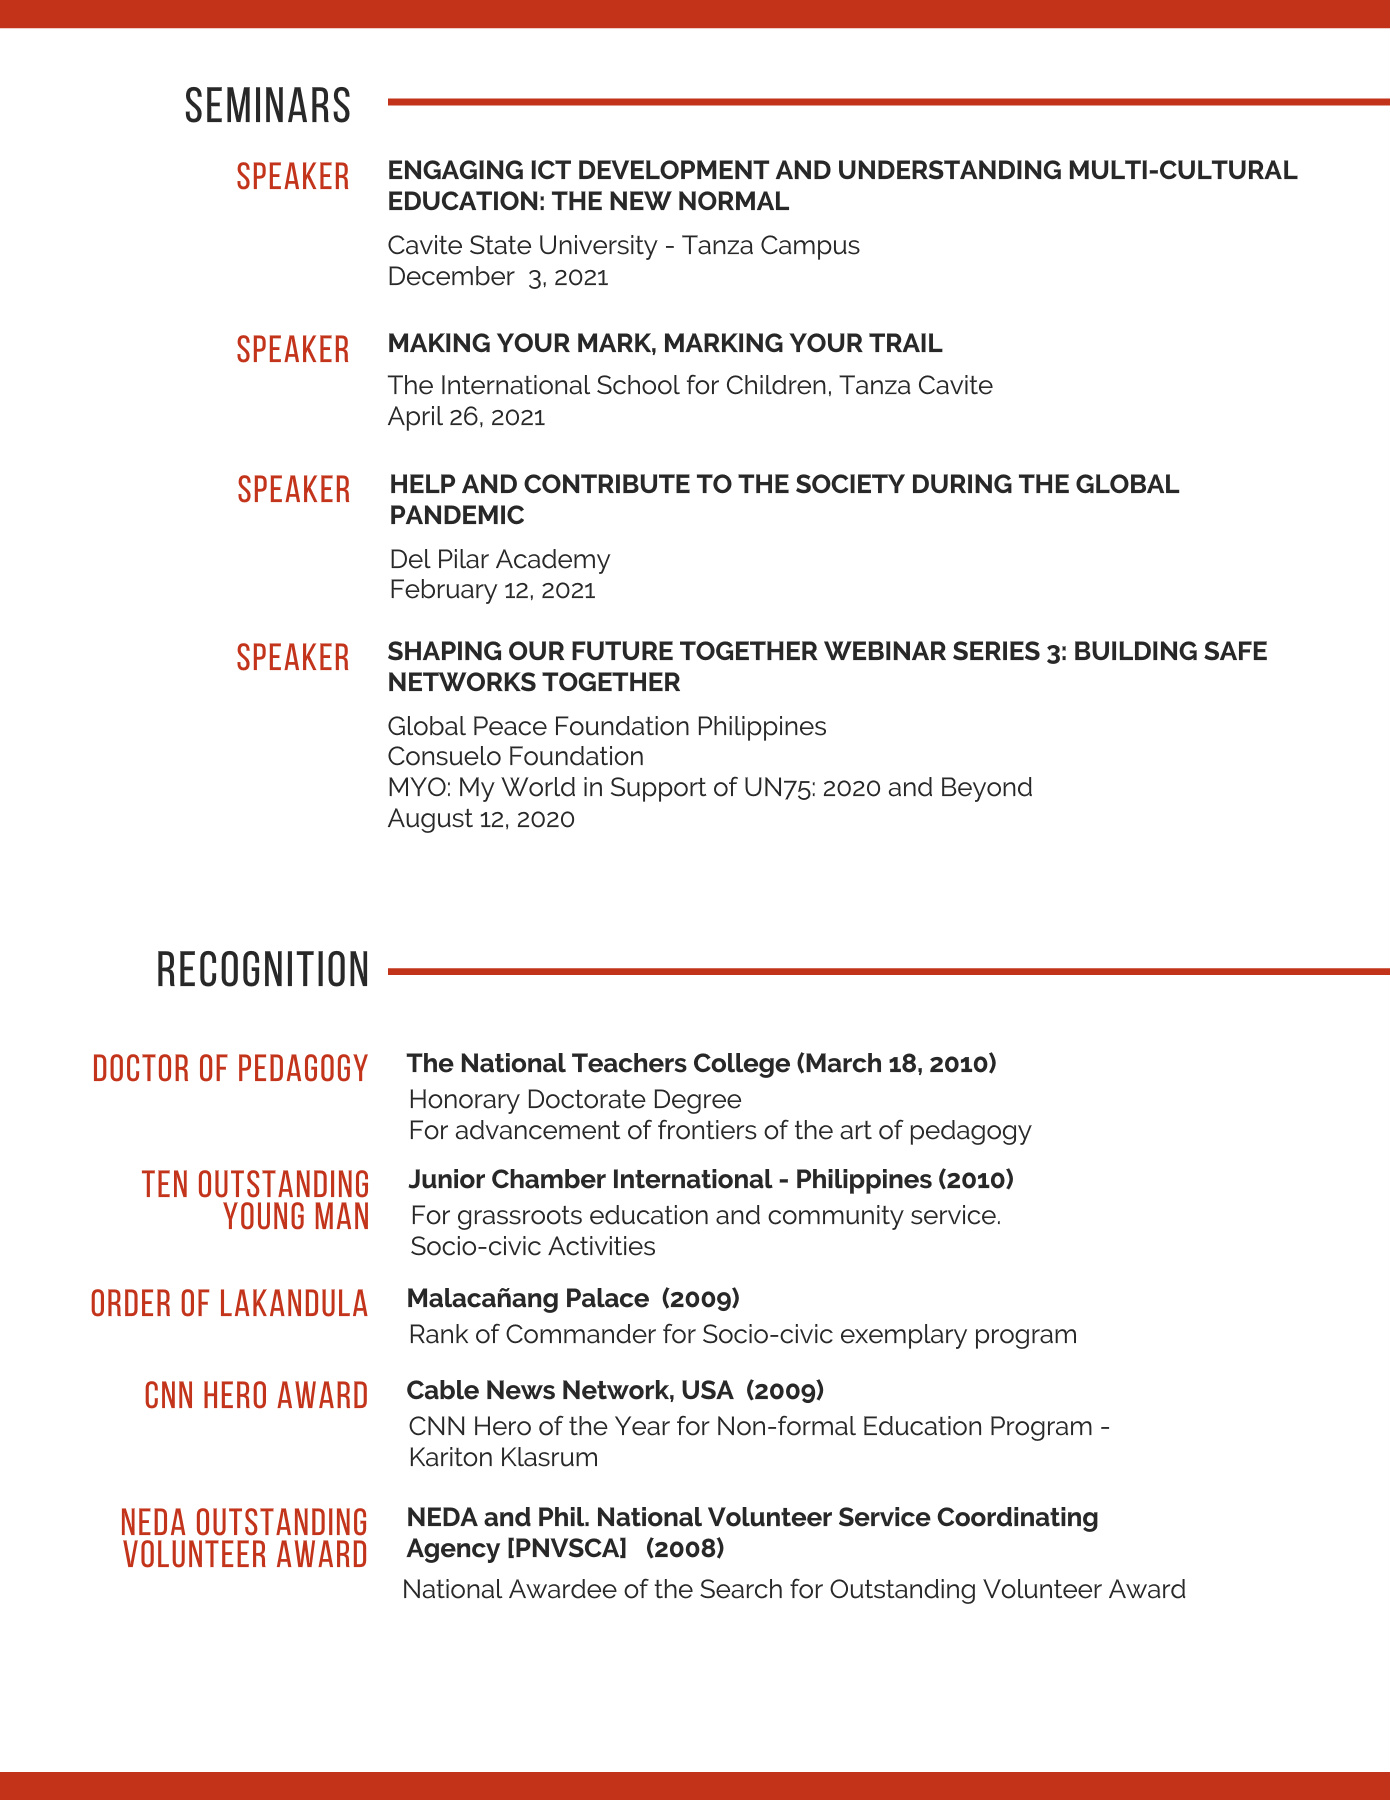 SEMINARS
SPEAKER
ENGAGING ICT DEVELOPMENT AND UNDERSTANDING MULTI-CULTURAL
EDUCATION: THE NEW NORMAL
Cavite State University - Tanza Campus
December  3, 2021
SPEAKER
MAKING YOUR MARK, MARKING YOUR TRAIL
The International School for Children, Tanza Cavite
April 26, 2021
SPEAKER
HELP AND CONTRIBUTE TO THE SOCIETY DURING THE GLOBAL
PANDEMIC
Del Pilar Academy
February 12, 2021
SPEAKER
SHAPING OUR FUTURE TOGETHER WEBINAR SERIES 3: BUILDING SAFE
NETWORKS TOGETHER
Global Peace Foundation Philippines
Consuelo Foundation
MYO: My World in Support of UN75: 2020 and Beyond
August 12, 2020
RECOGNITION
DOCTOR OF PEDAGOGY
The National Teachers College (March 18, 2010)
Honorary Doctorate Degree
For advancement of frontiers of the art of pedagogy
TEN OUTSTANDING
YOUNG MAN
Junior Chamber International - Philippines (2010)
For grassroots education and community service.
Socio-civic Activities
ORDER OF LAKANDULA
Malacañang Palace  (2009)
Rank of Commander for Socio-civic exemplary program
CNN HERO AWARD
Cable News Network, USA  (2009)
CNN Hero of the Year for Non-formal Education Program -
Kariton Klasrum
NEDA OUTSTANDING
VOLUNTEER AWARD
NEDA and Phil. National Volunteer Service Coordinating
Agency [PNVSCA]   (2008)
National Awardee of the Search for Outstanding Volunteer Award